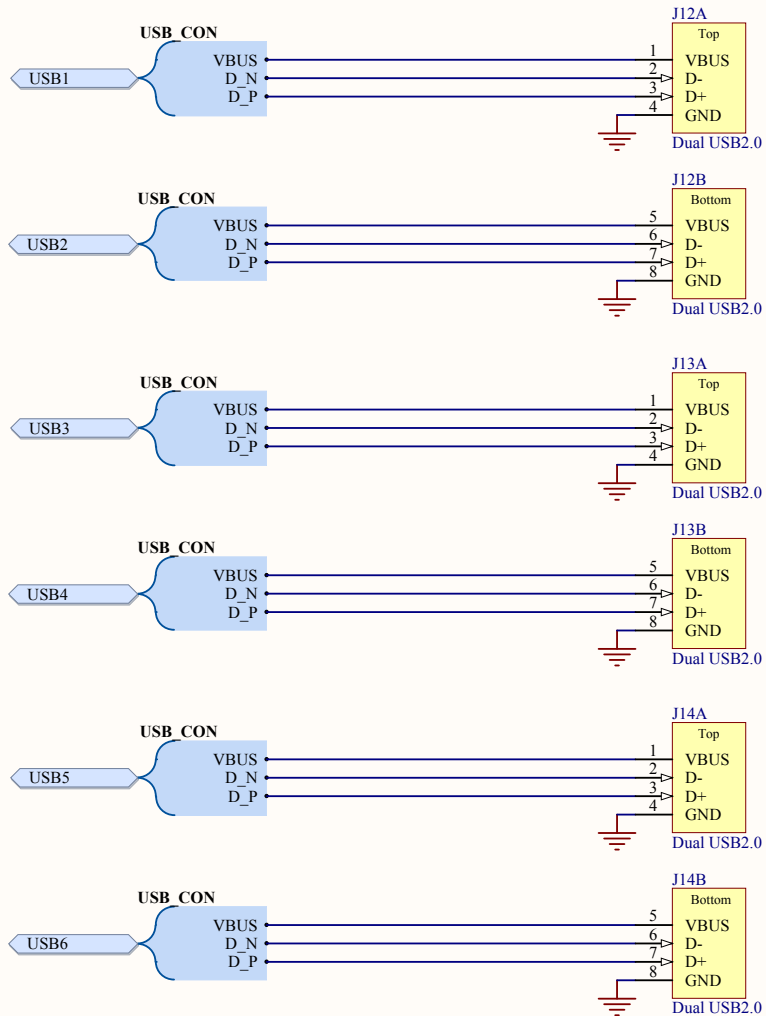 J12A
USB_CON
Top
VBUS 1 VBUS
USB1 D_N 2 D-
D_P 3 D+
4 GND
Dual USB2.0
J12B
USB_CON
Bottom
VBUS 5 VBUS
USB2 D_N 6 D-
D_P 7 D+
8 GND
Dual USB2.0
J13A
USB_CON
Top
VBUS 1 VBUS
USB3 D_N 2 D-
D_P 3 D+
4 GND
Dual USB2.0
J13B
USB_CON
Bottom
VBUS 5 VBUS
USB4 D_N 6 D-
D_P 7 D+
8 GND
Dual USB2.0
J14A
USB_CON
Top
VBUS 1 VBUS
USB5 D_N 2 D-
D_P 3 D+
4 GND
Dual USB2.0
J14B
USB_CON
Bottom
VBUS 5 VBUS
USB6 D_N 6 D-
D_P 7 D+
8 GND
Dual USB2.0